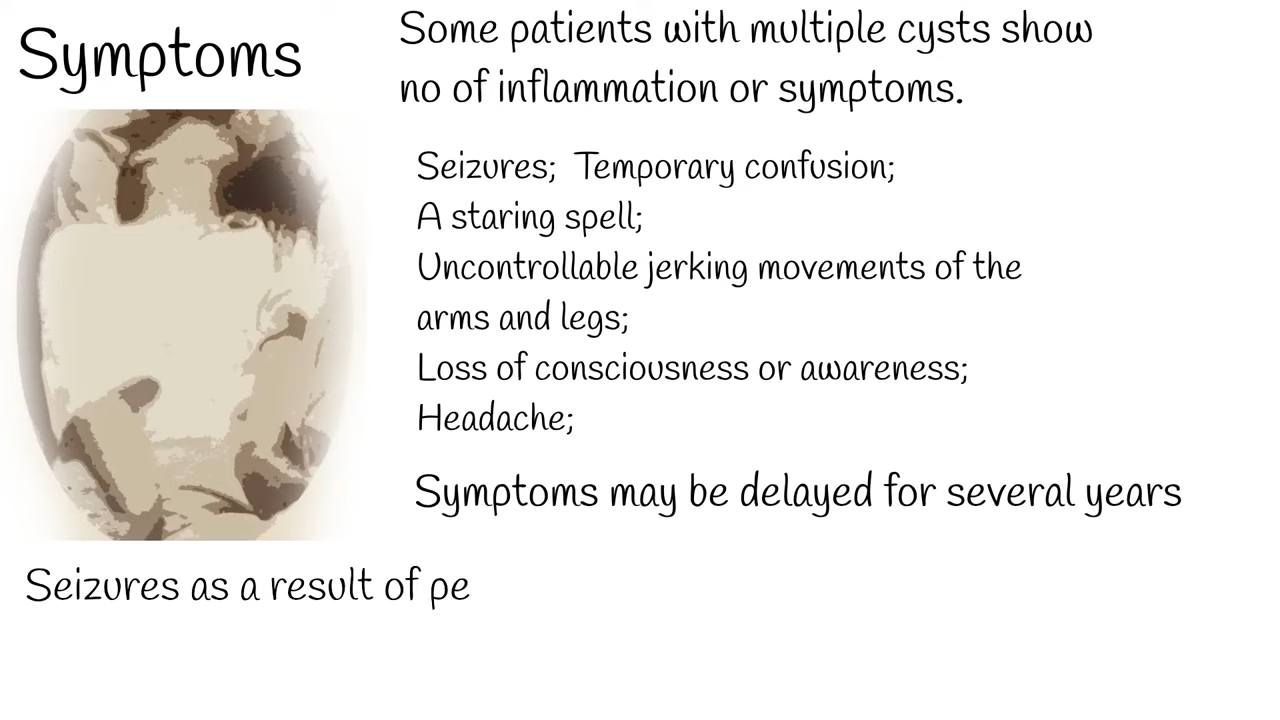 Symptoms
Some patients with multiple cysts show
no of inflammation or symptoms.
Seizures; Temporary confusion;
A staring spell;
Uncontrollable jerking movements of the
arms and legs;
Loss of consciousness or awareness;
Headache;
Symptoms may be delayed for several years
Seizures as a result of pe